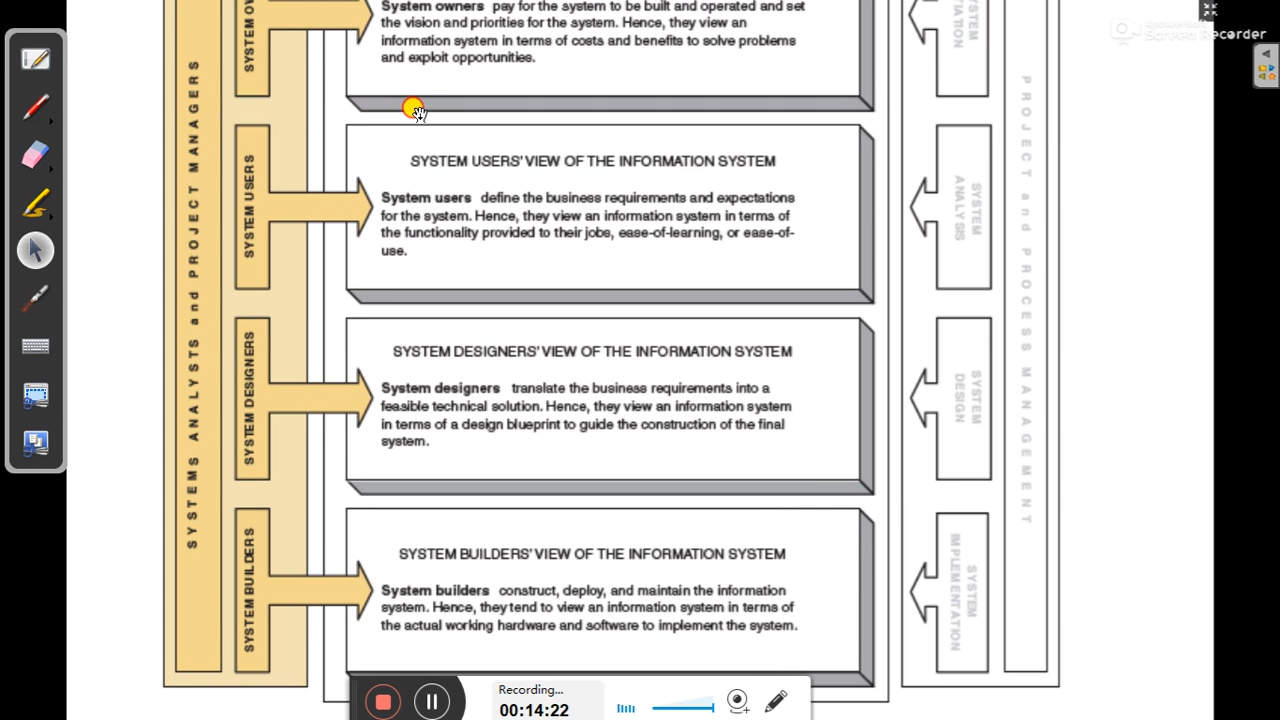 SYSTEMS ANALYSTS and PROJECT MANAGERS
System owners pay for the system to be built and operated and set
the vision and priorities for the system. Hence, they view an
information system in terms of costs and benefits to solve problems
and exploit opportunities.
SYSTEM USERS
SYSTEM USERS' VIEW OF THE INFORMATION SYSTEM
System users define the business requirements and expectations
for the system. Hence, they view an information system in terms of
the functionality provided to their jobs, ease-of-learning, or ease-of-
use.
SYSTEM
ANALYSIS
SYSTEM DESIGNERS
SYSTEM DESIGNERS' VIEW OF THE INFORMATION SYSTEM
System designers translate the business requirements into a
feasible technical solution. Hence, they view an information system
in terms of a design blueprint to guide the construction of the final
system.
SYSTEM
DESIGN
SYSTEM BUILDERS
SYSTEM BUILDERS' VIEW OF THE INFORMATION SYSTEM
System builders construct, deploy, and maintain the information
system. Hence, they tend to view an information system in terms of
the actual working hardware and software to implement the system.
SYSTEM
IMPLEMENTATION
PROJECT and PROCESS MANAGEMENT
Screen Recorder
Recording...
00:14:22